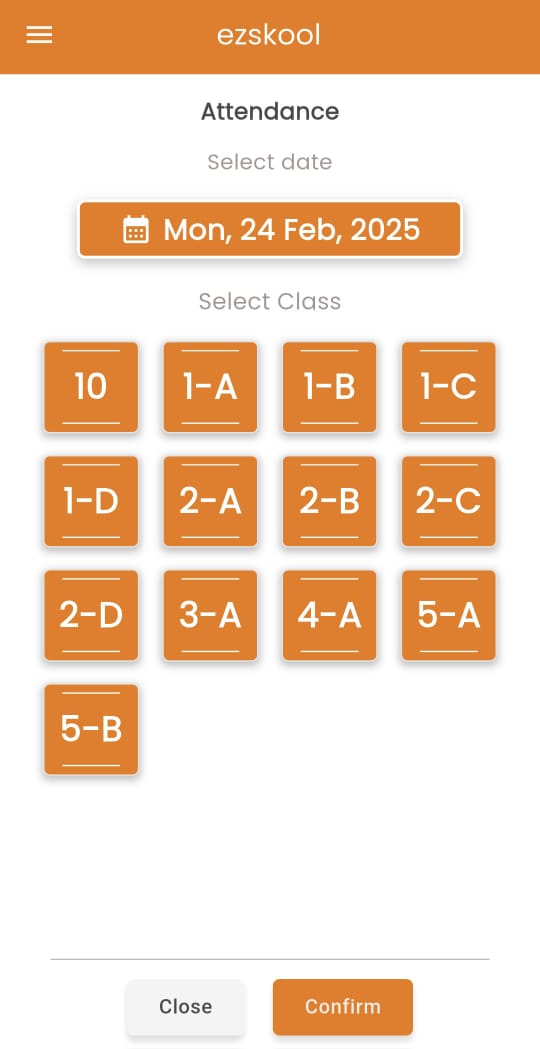 ezskool
Attendance
Select date
Mon, 24 Feb, 2025
Select Class
10 1-A 1-B 1-C
1-D 2-A 2-B 2-C
2-D 3-A 4-A 5-A
5-B
Close Confirm